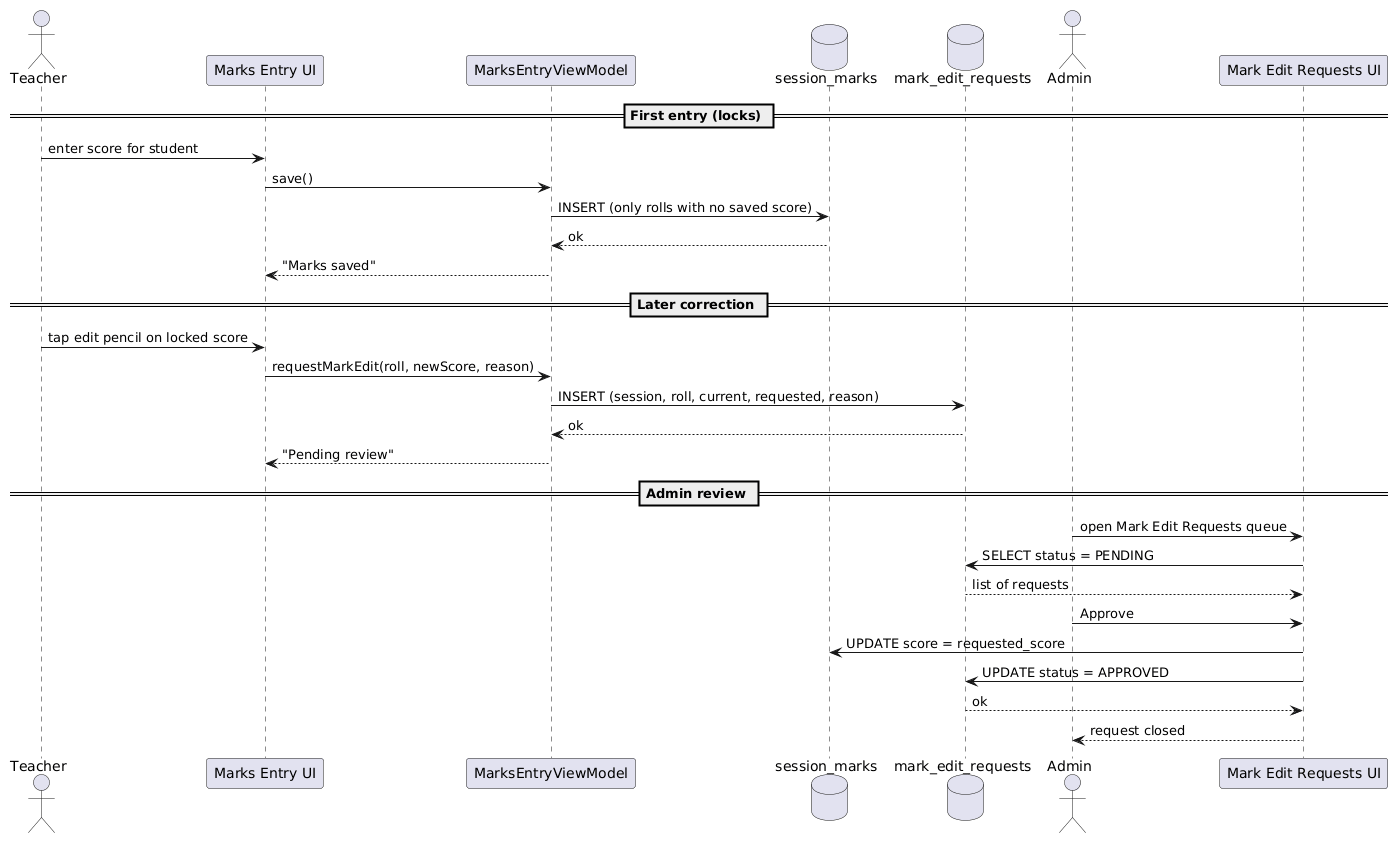 Teacher
Marks Entry UI
MarksEntryViewModel
session_marks
mark_edit_requests
Admin
Mark Edit Requests UI
First entry (locks)
enter score for student
save()
INSERT (only rolls with no saved score)
ok
"Marks saved"
Later correction
tap edit pencil on locked score
requestMarkEdit(roll, newScore, reason)
INSERT (session, roll, current, requested, reason)
ok
"Pending review"
Admin review
open Mark Edit Requests queue
SELECT status = PENDING
list of requests
Approve
UPDATE score = requested_score
UPDATE status = APPROVED
ok
request closed
Teacher
Marks Entry UI
MarksEntryViewModel
session_marks
mark_edit_requests
Admin
Mark Edit Requests UI